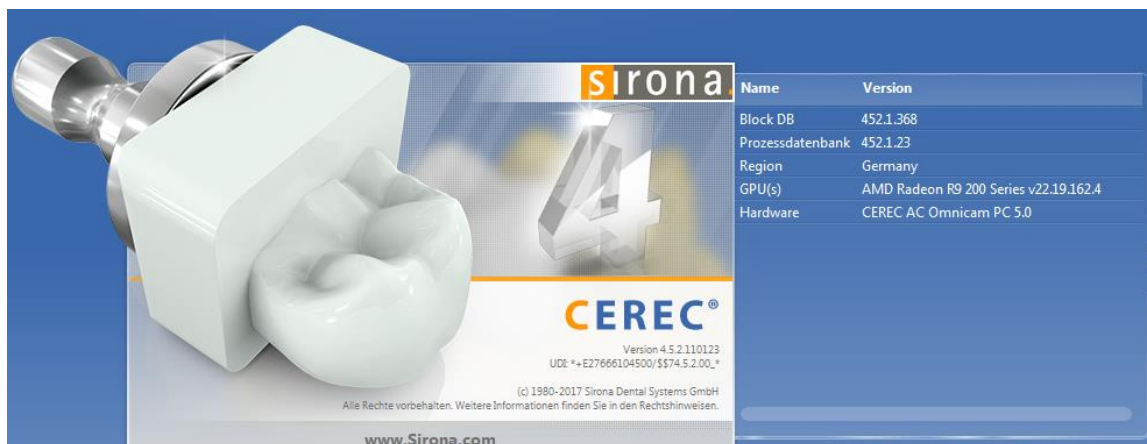 sirona.
4
CEREC®
Version 4.5.2.110123
UDI: *+E27666104500/$$74.5.2.00_*
(c) 1980-2017 Sirona Dental Systems GmbH
Alle Rechte vorbehalten. Weitere Informationen finden Sie in den Rechtshinweisen.
www.Sirona.com
Name Version
Block DB 452.1.368
Prozessdatenbank 452.1.23
Region Germany
GPU(s) AMD Radeon R9 200 Series v22.19.162.4
Hardware CEREC AC Omnicam PC 5.0